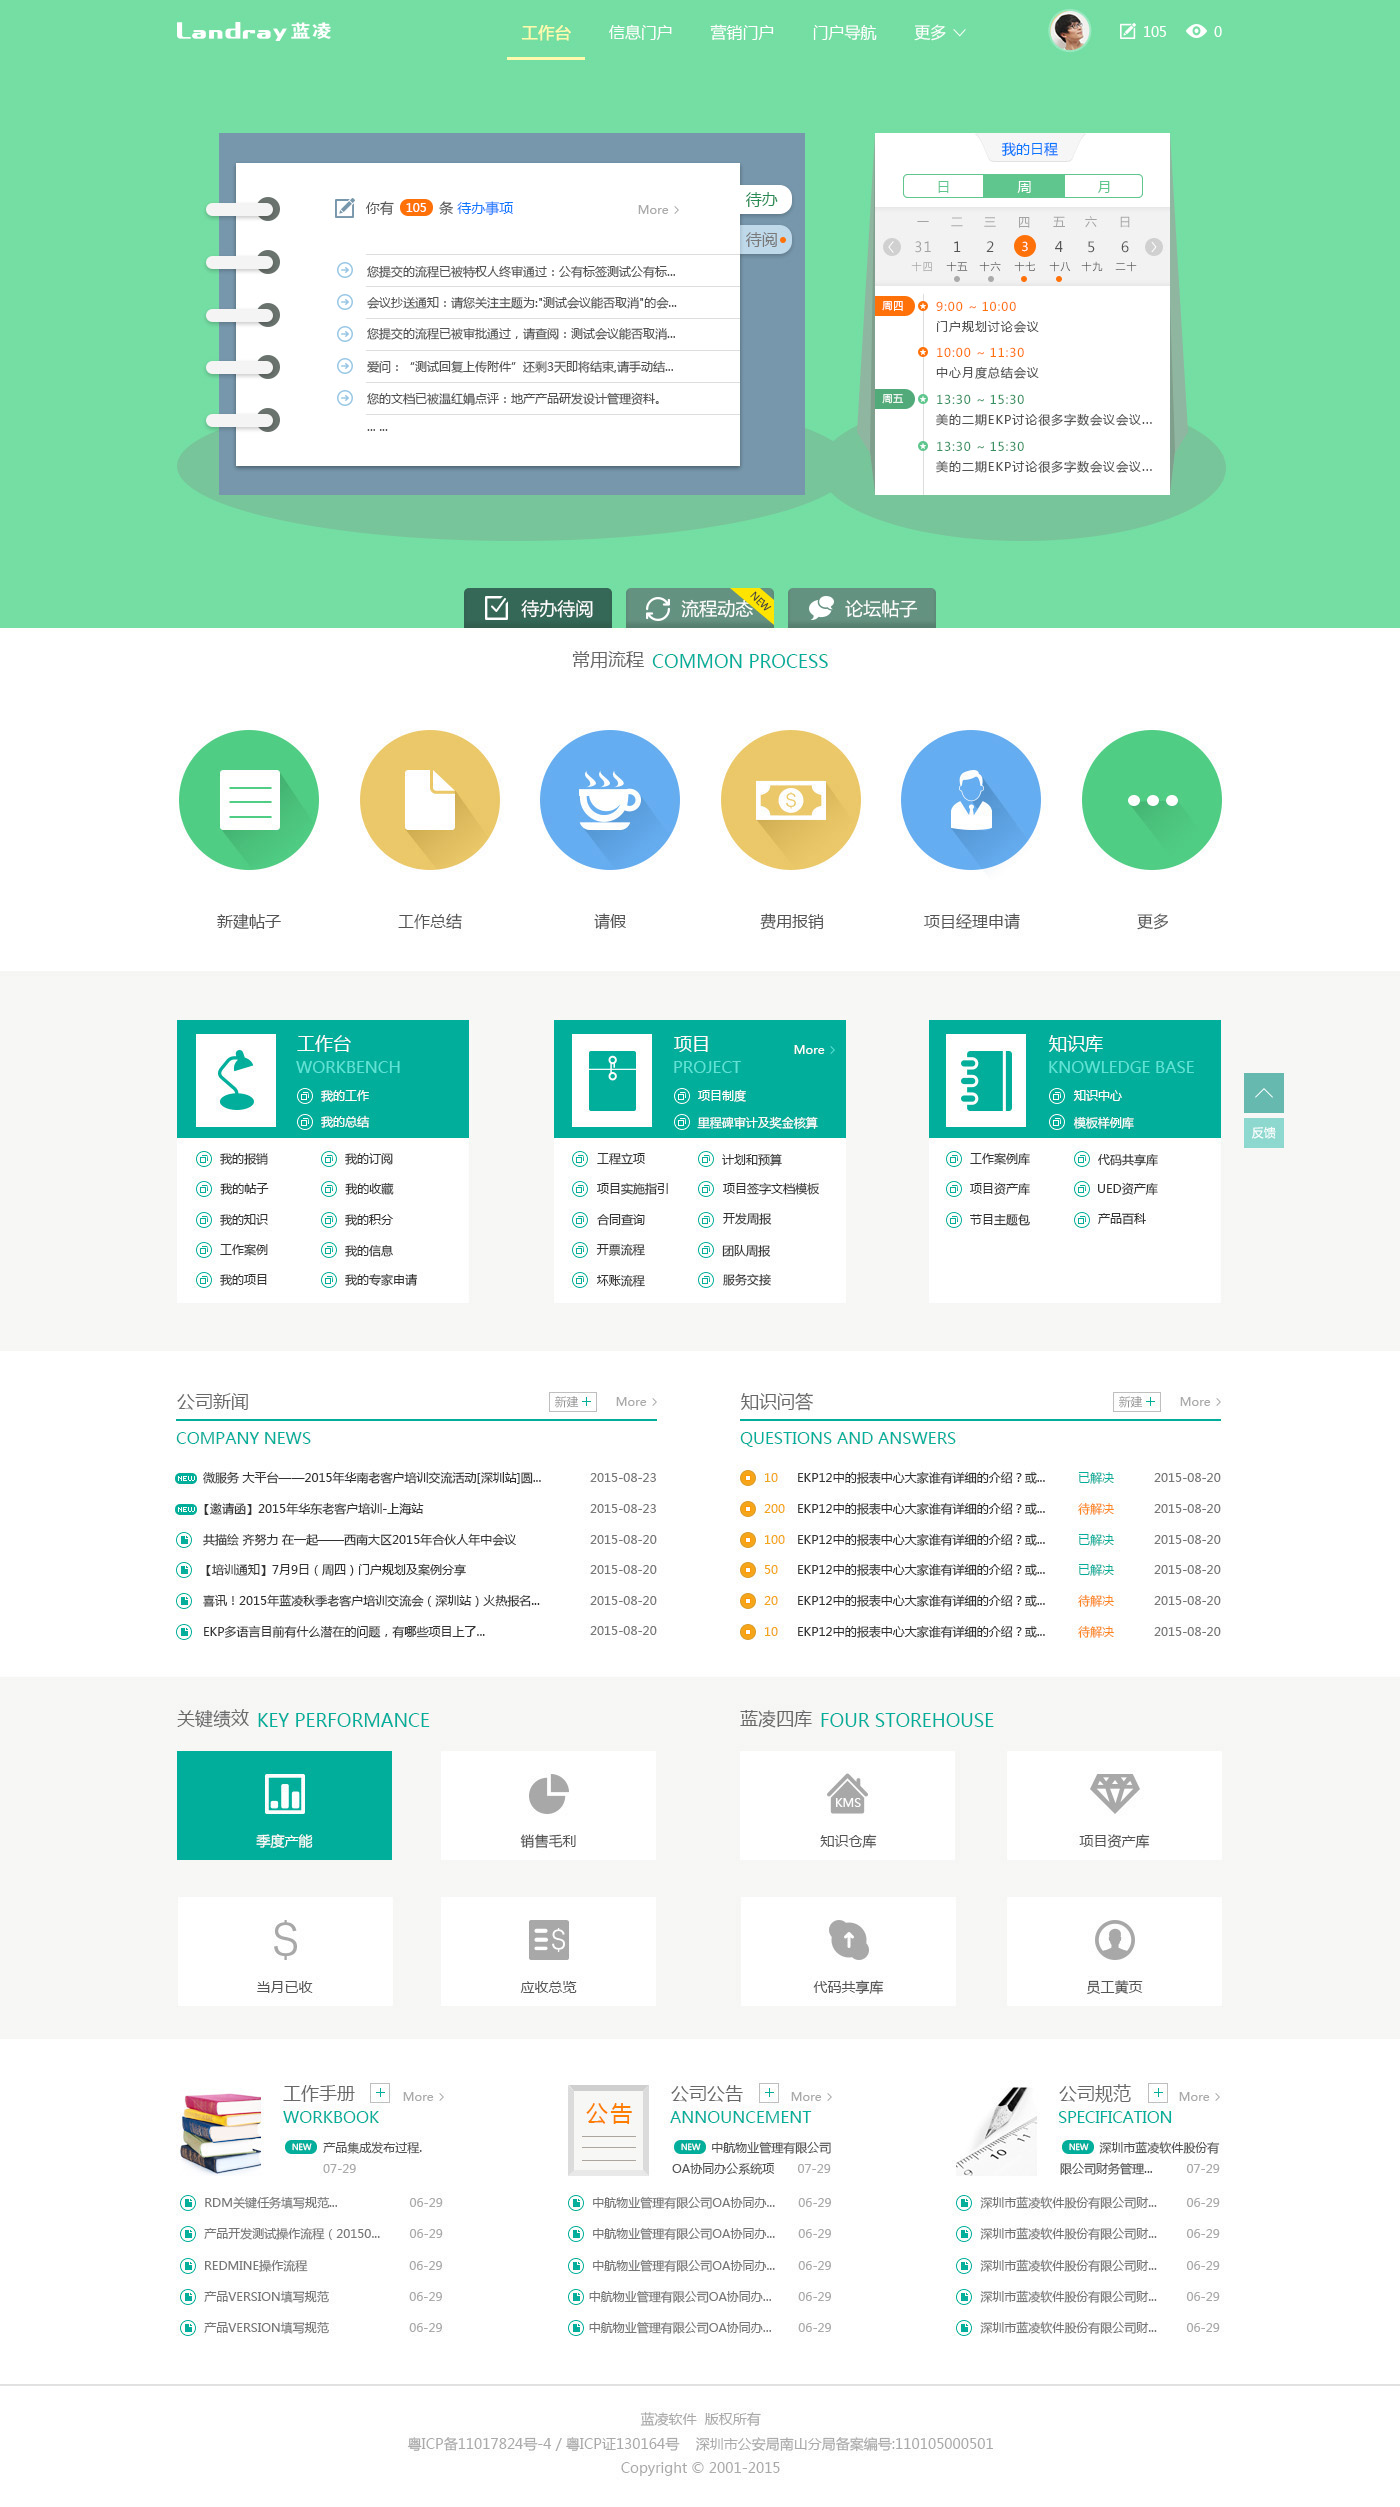 Landray 蓝凌
工作台 信息门户 营销门户 门户导航 更多
105 0
你有 105 条 待办事项 More
待办
待阅
您提交的流程已被特权人终审通过：公有标签测试公有标...
会议抄送通知：请您关注主题为:"测试会议能否取消"的会...
您提交的流程已被审批通过，请查阅：测试会议能否取消...
爱问：“测试回复上传附件”还剩3天即将结束,请手动结...
您的文档已被温红娟点评：地产产品研发设计管理资料。
... ...
我的日程
日 周 月
一 二 三 四 五 六 日
31 1 2 3 4 5 6
十四 十五 十六 十七 十八 十九 二十
周四 9:00 ~ 10:00
门户规划讨论会议
10:00 ~ 11:30
中心月度总结会议
周五 13:30 ~ 15:30
美的二期EKP讨论很多字数会议会议...
13:30 ~ 15:30
美的二期EKP讨论很多字数会议会议...
待办待阅 流程动态 NEW 论坛帖子
常用流程 COMMON PROCESS
新建帖子 工作总结 请假 费用报销 项目经理申请 更多
工作台
WORKBENCH
我的工作
我的总结
我的报销 我的订阅
我的帖子 我的收藏
我的知识 我的积分
工作案例 我的信息
我的项目 我的专家申请
项目
More
PROJECT
项目制度
里程碑审计及奖金核算
工程立项 计划和预算
项目实施指引 项目签字文档模板
合同查询 开发周报
开票流程 团队周报
坏账流程 服务交接
知识库
KNOWLEDGE BASE
知识中心
模板样例库
工作案例库 代码共享库
项目资产库 UED资产库
节目主题包 产品百科
反馈
公司新闻 新建 + More
COMPANY NEWS
NEW 微服务 大平台——2015年华南老客户培训交流活动[深圳站]圆... 2015-08-23
NEW 【邀请函】2015年华东老客户培训-上海站 2015-08-23
共描绘 齐努力 在一起——西南大区2015年合伙人年中会议 2015-08-20
【培训通知】7月9日（周四）门户规划及案例分享 2015-08-20
喜讯！2015年蓝凌秋季老客户培训交流会（深圳站）火热报名... 2015-08-20
EKP多语言目前有什么潜在的问题，有哪些项目上了... 2015-08-20
知识问答 新建 + More
QUESTIONS AND ANSWERS
10 EKP12中的报表中心大家谁有详细的介绍？或... 已解决 2015-08-20
200 EKP12中的报表中心大家谁有详细的介绍？或... 待解决 2015-08-20
100 EKP12中的报表中心大家谁有详细的介绍？或... 已解决 2015-08-20
50 EKP12中的报表中心大家谁有详细的介绍？或... 已解决 2015-08-20
20 EKP12中的报表中心大家谁有详细的介绍？或... 待解决 2015-08-20
10 EKP12中的报表中心大家谁有详细的介绍？或... 待解决 2015-08-20
关键绩效 KEY PERFORMANCE
季度产能 销售毛利
当月已收 应收总览
蓝凌四库 FOUR STOREHOUSE
KMS
知识仓库 项目资产库
代码共享库 员工黄页
工作手册 + More
WORKBOOK
NEW 产品集成发布过程.
07-29
RDM关键任务填写规范... 06-29
产品开发测试操作流程（20150... 06-29
REDMINE操作流程 06-29
产品VERSION填写规范 06-29
产品VERSION填写规范 06-29
公告
公司公告 + More
ANNOUNCEMENT
NEW 中航物业管理有限公司
OA协同办公系统项 07-29
中航物业管理有限公司OA协同办... 06-29
中航物业管理有限公司OA协同办... 06-29
中航物业管理有限公司OA协同办... 06-29
中航物业管理有限公司OA协同办... 06-29
中航物业管理有限公司OA协同办... 06-29
9 10 11
公司规范 + More
SPECIFICATION
NEW 深圳市蓝凌软件股份有
限公司财务管理... 07-29
深圳市蓝凌软件股份有限公司财... 06-29
深圳市蓝凌软件股份有限公司财... 06-29
深圳市蓝凌软件股份有限公司财... 06-29
深圳市蓝凌软件股份有限公司财... 06-29
深圳市蓝凌软件股份有限公司财... 06-29
蓝凌软件 版权所有
粤ICP备11017824号-4 / 粤ICP证130164号 深圳市公安局南山分局备案编号:110105000501
Copyright © 2001-2015